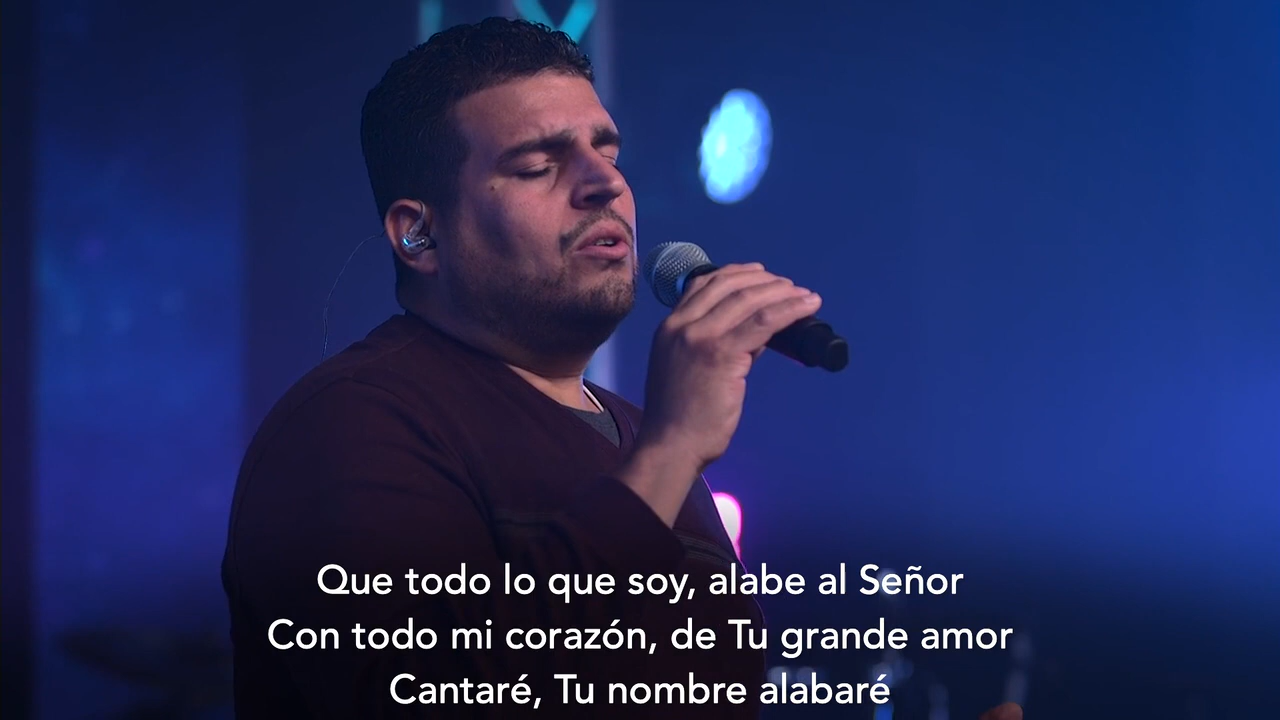 Que todo lo que soy, alabe al Señor
Con todo mi corazón, de Tu grande amor
Cantaré, Tu nombre alabaré